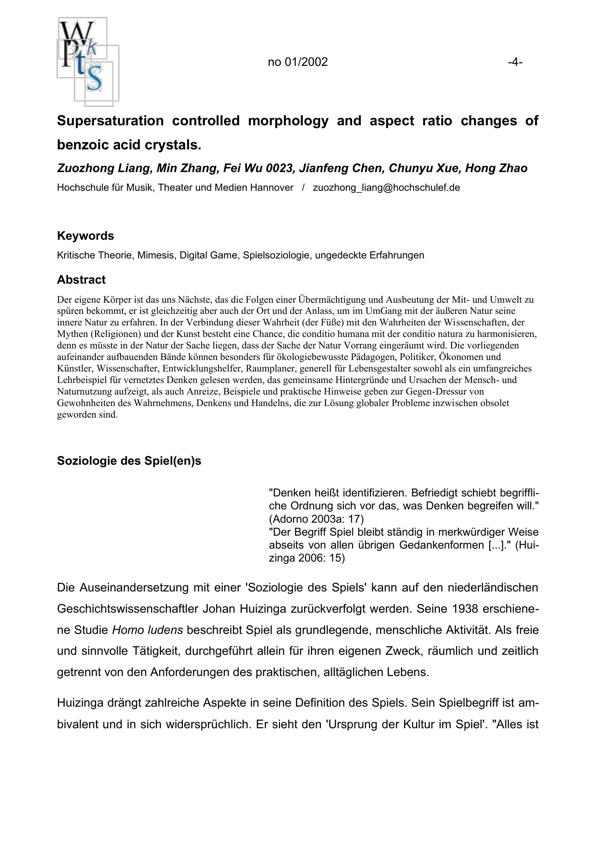 W
P k
ts
S
no 01/2002 -4-
Supersaturation controlled morphology and aspect ratio changes of
benzoic acid crystals.
Zuozhong Liang, Min Zhang, Fei Wu 0023, Jianfeng Chen, Chunyu Xue, Hong Zhao
Hochschule für Musik, Theater und Medien Hannover / zuozhong_liang@hochschulef.de
Keywords
Kritische Theorie, Mimesis, Digital Game, Spielsoziologie, ungedeckte Erfahrungen
Abstract
Der eigene Körper ist das uns Nächste, das die Folgen einer Übermächtigung und Ausbeutung der Mit- und Umwelt zu
spüren bekommt, er ist gleichzeitig aber auch der Ort und der Anlass, um im UmGang mit der äußeren Natur seine
innere Natur zu erfahren. In der Verbindung dieser Wahrheit (der Füße) mit den Wahrheiten der Wissenschaften, der
Mythen (Religionen) und der Kunst besteht eine Chance, die conditio humana mit der conditio natura zu harmonisieren,
denn es müsste in der Natur der Sache liegen, dass der Sache der Natur Vorrang eingeräumt wird. Die vorliegenden
aufeinander aufbauenden Bände können besonders für ökologiebewusste Pädagogen, Politiker, Ökonomen und
Künstler, Wissenschafter, Entwicklungshelfer, Raumplaner, generell für Lebensgestalter sowohl als ein umfangreiches
Lehrbeispiel für vernetztes Denken gelesen werden, das gemeinsame Hintergründe und Ursachen der Mensch- und
Naturnutzung aufzeigt, als auch Anreize, Beispiele und praktische Hinweise geben zur Gegen-Dressur von
Gewohnheiten des Wahrnehmens, Denkens und Handelns, die zur Lösung globaler Probleme inzwischen obsolet
geworden sind.
Soziologie des Spiel(en)s
"Denken heißt identifizieren. Befriedigt schiebt begriffli-
che Ordnung sich vor das, was Denken begreifen will."
(Adorno 2003a: 17)
"Der Begriff Spiel bleibt ständig in merkwürdiger Weise
abseits von allen übrigen Gedankenformen [...]." (Hui-
zinga 2006: 15)
Die Auseinandersetzung mit einer 'Soziologie des Spiels' kann auf den niederländischen
Geschichtswissenschaftler Johan Huizinga zurückverfolgt werden. Seine 1938 erschiene-
ne Studie Homo ludens beschreibt Spiel als grundlegende, menschliche Aktivität. Als freie
und sinnvolle Tätigkeit, durchgeführt allein für ihren eigenen Zweck, räumlich und zeitlich
getrennt von den Anforderungen des praktischen, alltäglichen Lebens.
Huizinga drängt zahlreiche Aspekte in seine Definition des Spiels. Sein Spielbegriff ist am-
bivalent und in sich widersprüchlich. Er sieht den 'Ursprung der Kultur im Spiel'. "Alles ist